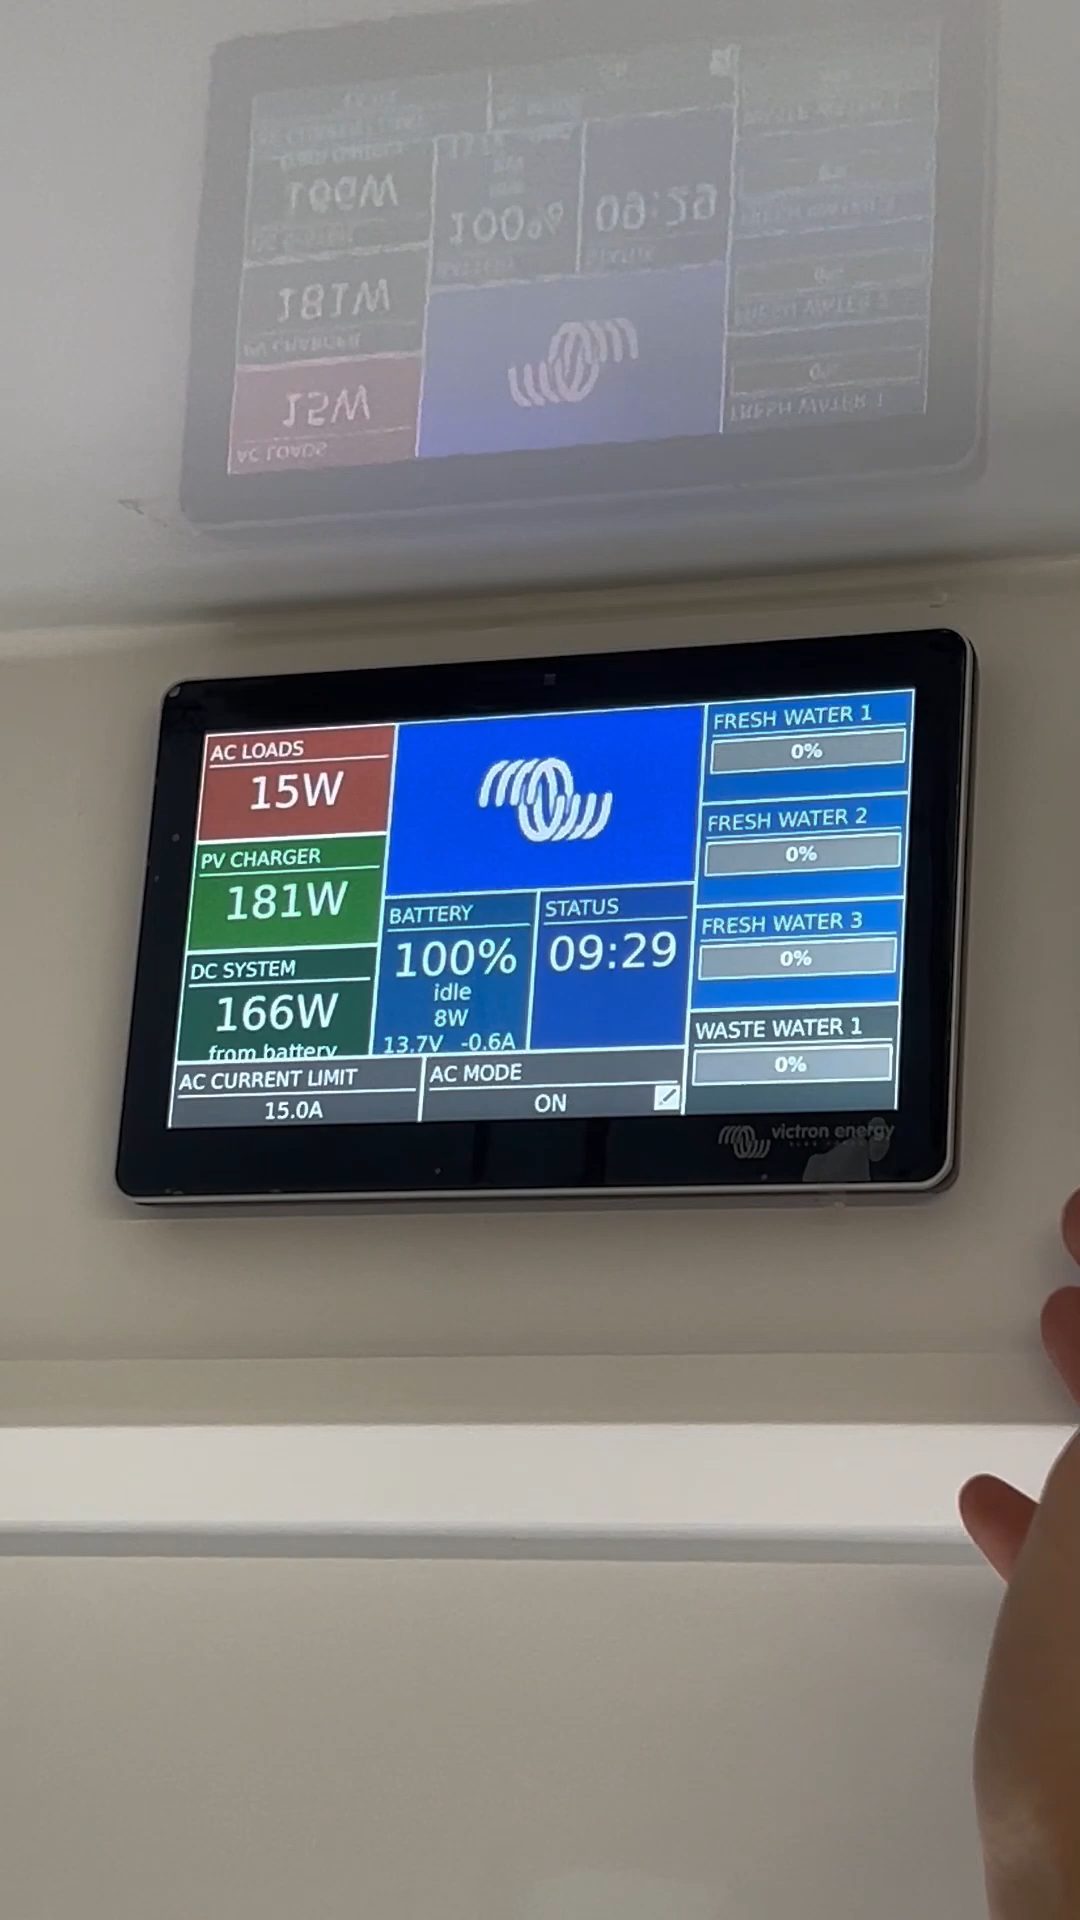 AC LOADS
15W
PV CHARGER
181W
DC SYSTEM
166W
from battery
BATTERY
100%
idle
8W
13.7V -0.6A
STATUS
09:29
FRESH WATER 1
0%
FRESH WATER 2
0%
FRESH WATER 3
0%
WASTE WATER 1
0%
AC CURRENT LIMIT
15.0A
AC MODE
ON
victron energy